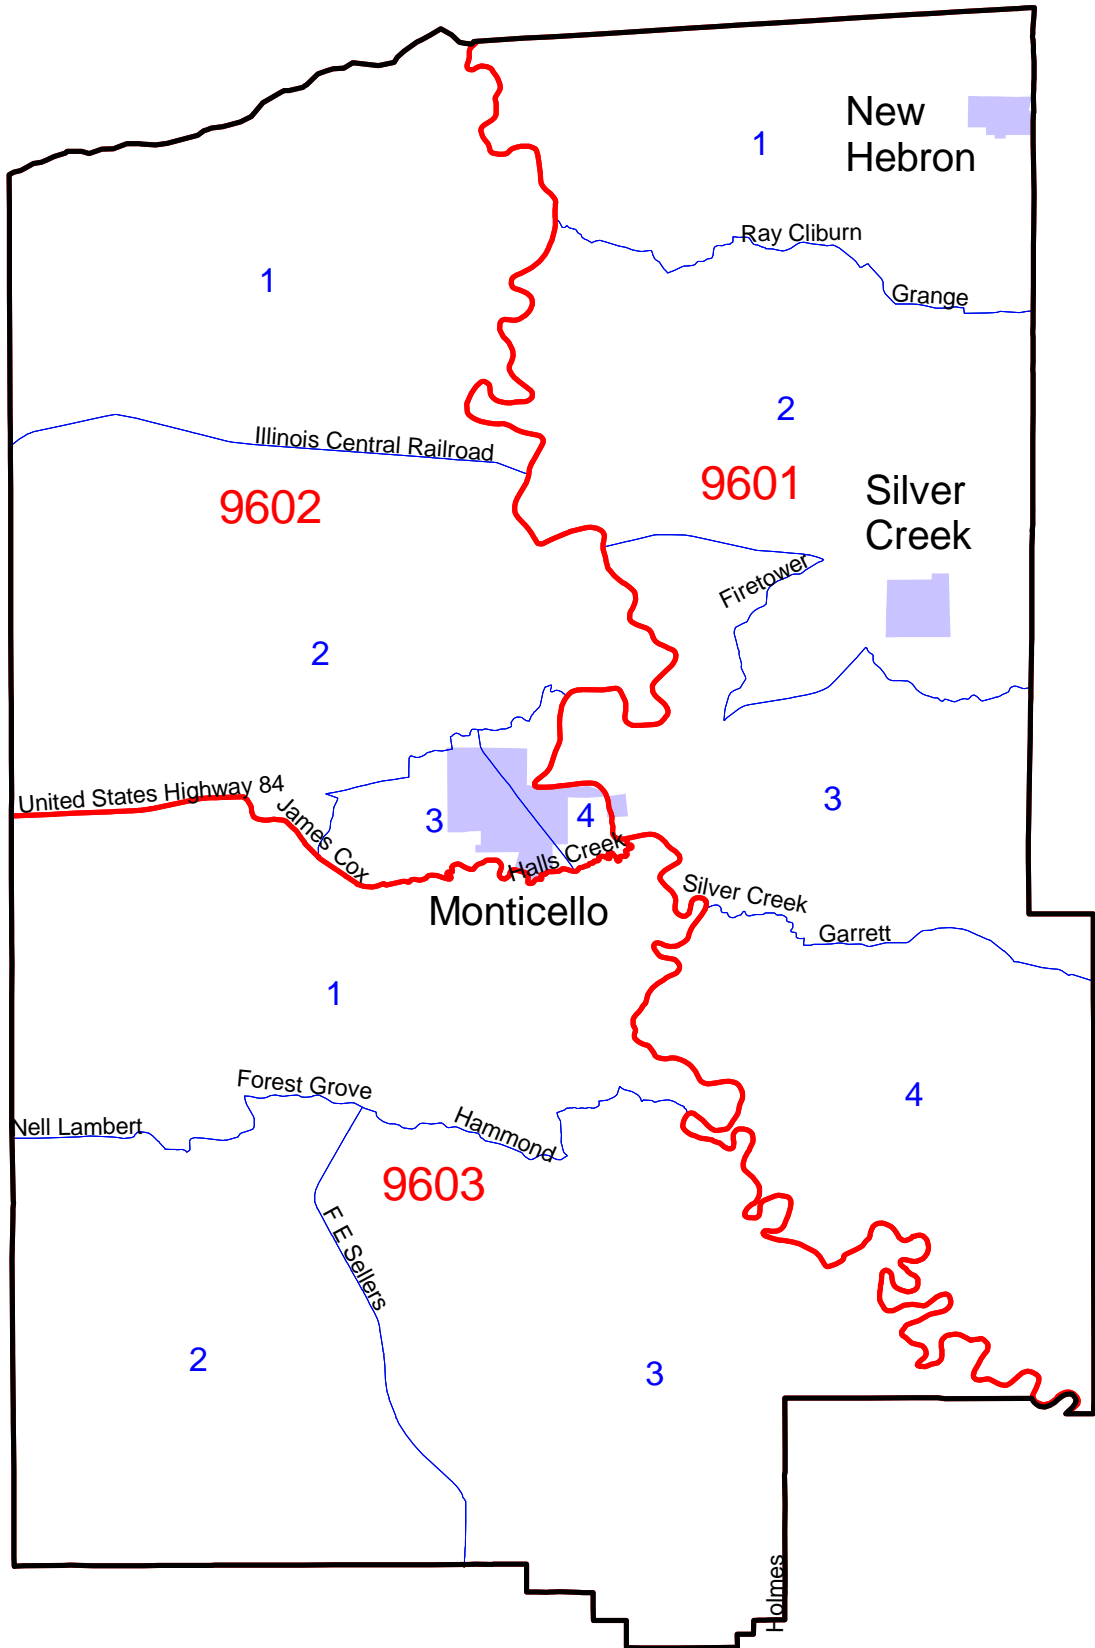 New
Hebron
1
Ray Cliburn
1
Grange
2
Illinois Central Railroad
9601
9602
Silver
Creek
Firetower
2
United States Highway 84
James Cox
3
4
3
Halls Creek
Silver Creek
Monticello
Garrett
1
Forest Grove
4
Nell Lambert
Hammond
9603
F E Sellers
2
3
Holmes